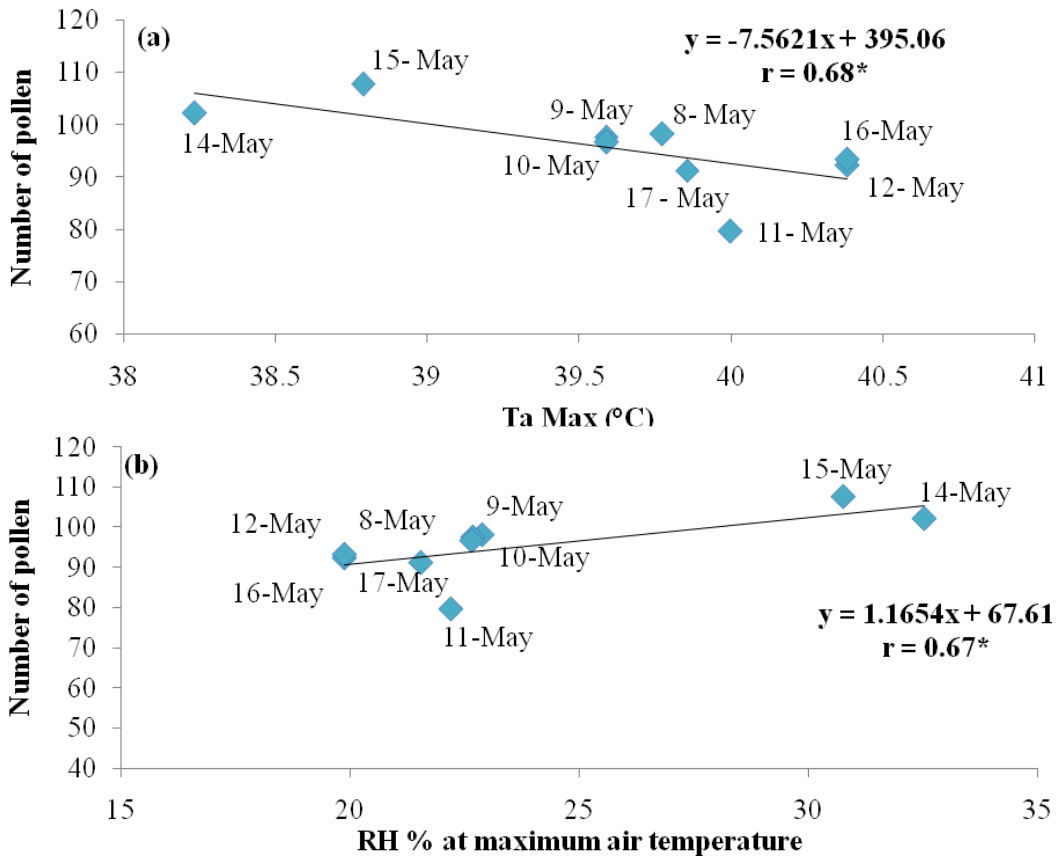 (a)
y = -7.5621x + 395.06
r = 0.68*
Number of pollen
120
110
100
90
80
70
60
15- May
14-May
9- May
10- May
8- May
17 - May
11- May
16-May
12- May
38
38.5
39
39.5
40
40.5
41
Ta Max (°C)
(b)
Number of pollen
120
110
100
90
80
70
60
50
40
12-May
16-May
8-May
17-May
9-May
10-May
11-May
15-May
14-May
y = 1.1654x + 67.61
r = 0.67*
15
20
25
30
35
RH % at maximum air temperature